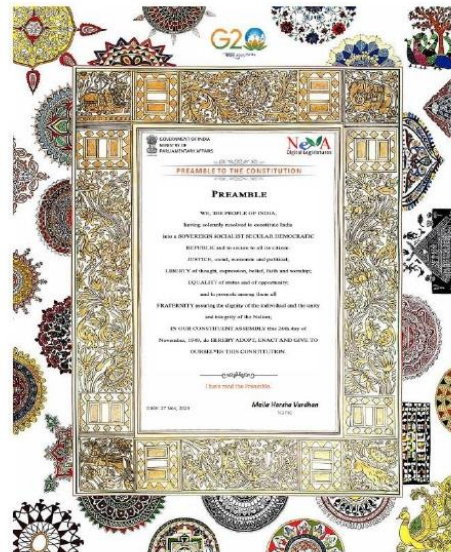 G20
GOVERNMENT OF INDIA
MINISTRY OF
PARLIAMENTARY AFFAIRS
NeVA
Digital Legislatures
PREAMBLE TO THE CONSTITUTION
PREAMBLE
WE, THE PEOPLE OF INDIA,
having solemnly resolved to constitute India
into a SOVEREIGN SOCIALIST SECULAR DEMOCRATIC
REPUBLIC and to secure to all its citizens
JUSTICE, social, economic and political;
LIBERTY of thought, expression, belief, faith and worship;
EQUALITY of status and of opportunity;
and to promote among them all
FRATERNITY assuring the dignity of the individual and the unity
and integrity of the Nation;
IN OUR CONSTITUENT ASSEMBLY this 26th day of
November, 1949, do HEREBY ADOPT, ENACT AND GIVE TO
OURSELVES THIS CONSTITUTION.
I have read the Preamble.
Malla Harsha Vardhan
Date: 27 Nov,